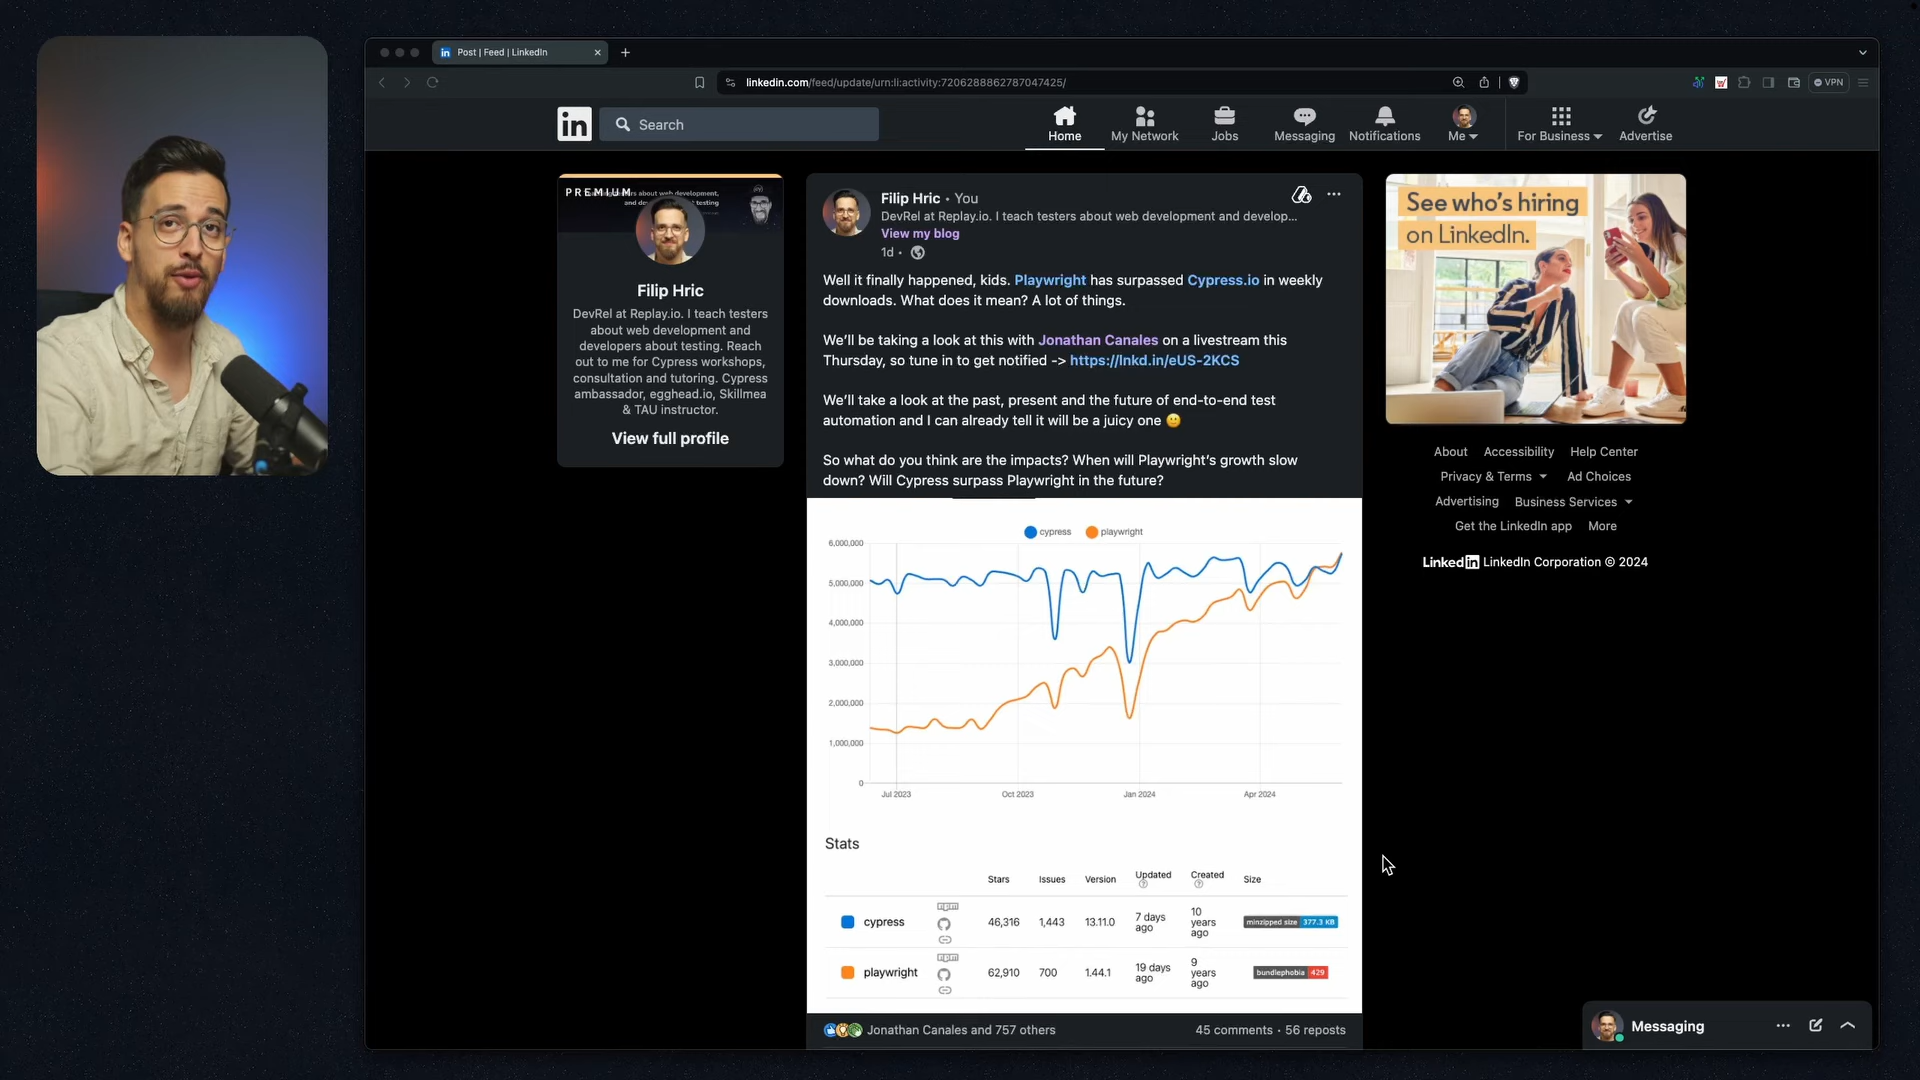 Post | Feed | LinkedIn
linkedin.com/feed/update/urn:li:activity:7206288862787047425/
VPN
Search
Home
My Network
Jobs
Messaging
Notifications
Me
For Business
Advertise
PREMIUM
rs about web development,
and dev
testing
Filip Hric
DevRel at Replay.io. I teach testers
about web development and
developers about testing. Reach
out to me for Cypress workshops,
consultation and tutoring. Cypress
ambassador, egghead.io, Skillmea
& TAU instructor.
View full profile
Filip Hric • You
DevRel at Replay.io. I teach testers about web development and develop...
View my blog
1d •
Well it finally happened, kids. Playwright has surpassed Cypress.io in weekly
downloads. What does it mean? A lot of things.
We'll be taking a look at this with Jonathan Canales on a livestream this
Thursday, so tune in to get notified -> https://lnkd.in/eUS-2KCS
We'll take a look at the past, present and the future of end-to-end test
automation and I can already tell it will be a juicy one 🙂
So what do you think are the impacts? When will Playwright's growth slow
down? Will Cypress surpass Playwright in the future?
cypress playwright
6,000,000
5,000,000
4,000,000
3,000,000
2,000,000
1,000,000
0
Jul 2023 Oct 2023 Jan 2024 Apr 2024
Stats
Stars Issues Version Updated Created Size
cypress 46,316 1,443 13.11.0 7 days ago 10 years ago minzipped size 377.3 KB
playwright 62,910 700 1.44.1 19 days ago 9 years ago bundlephobia 429
Jonathan Canales and 757 others 45 comments • 56 reposts
See who's hiring
on LinkedIn.
About Accessibility Help Center
Privacy & Terms Ad Choices
Advertising Business Services
Get the LinkedIn app More
LinkedIn LinkedIn Corporation © 2024
Messaging